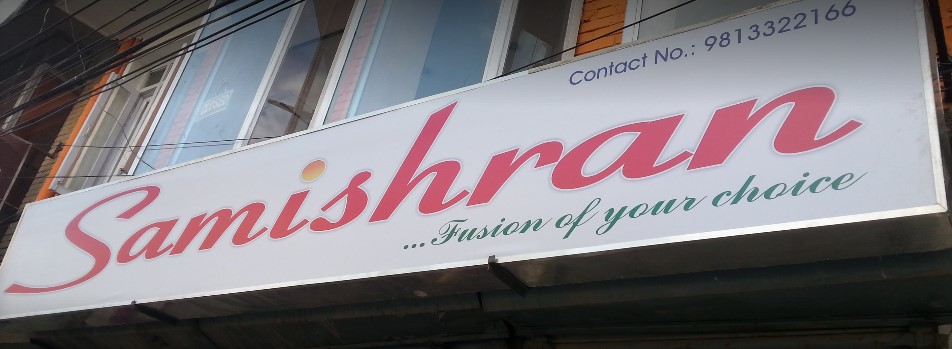 Contact No.: 9813322166
Samishran
...Fusion of your choice